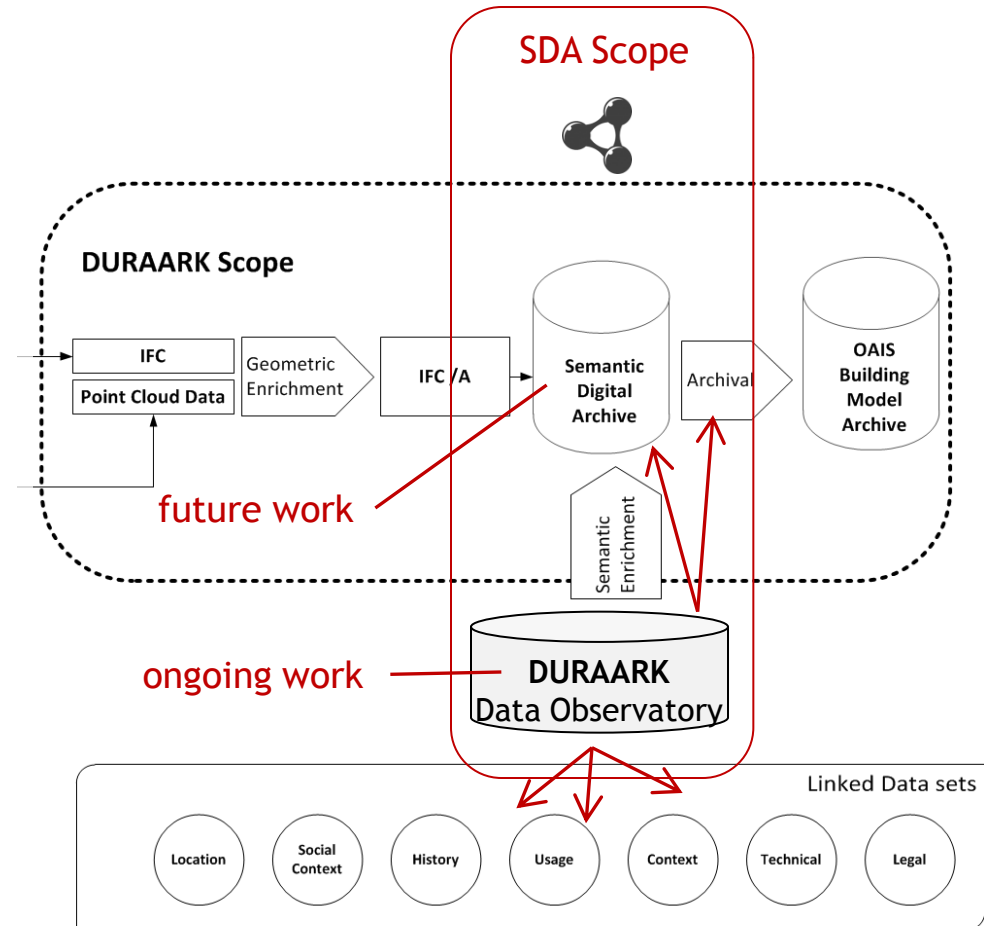 SDA Scope
DURAARK Scope
IFC
Point Cloud Data
Geometric
Enrichment
IFC /A
Semantic
Digital
Archive
Archival
OAIS
Building
Model
Archive
future work
Semantic
Enrichment
ongoing work
DURAARK
Data Observatory
Linked Data sets
Location
Social
Context
History
Usage
Context
Technical
Legal